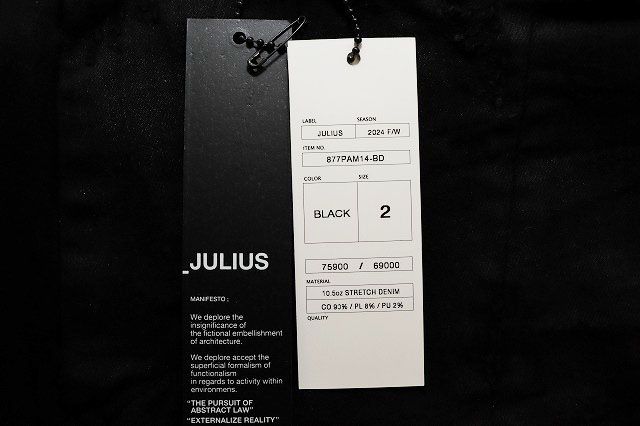 _JULIUS
MANIFESTO ;
We deplore the
insignificance of
the fictional embellishment
of architecture.
We deplore accept the
superficial formalism of
functionalism
in regards to activity within
environmens.
"THE PURSUIT OF
ABSTRACT LAW"
"EXTERNALIZE REALITY"
LABEL SEASON
JULIUS 2024 F/W
ITEM NO.
877PAM14-BD
COLOR SIZE
BLACK 2
75900 / 69000
MATERIAL
10.5oz STRETCH DENIM
CO 93% / PL 8% / PU 2%
QUALITY